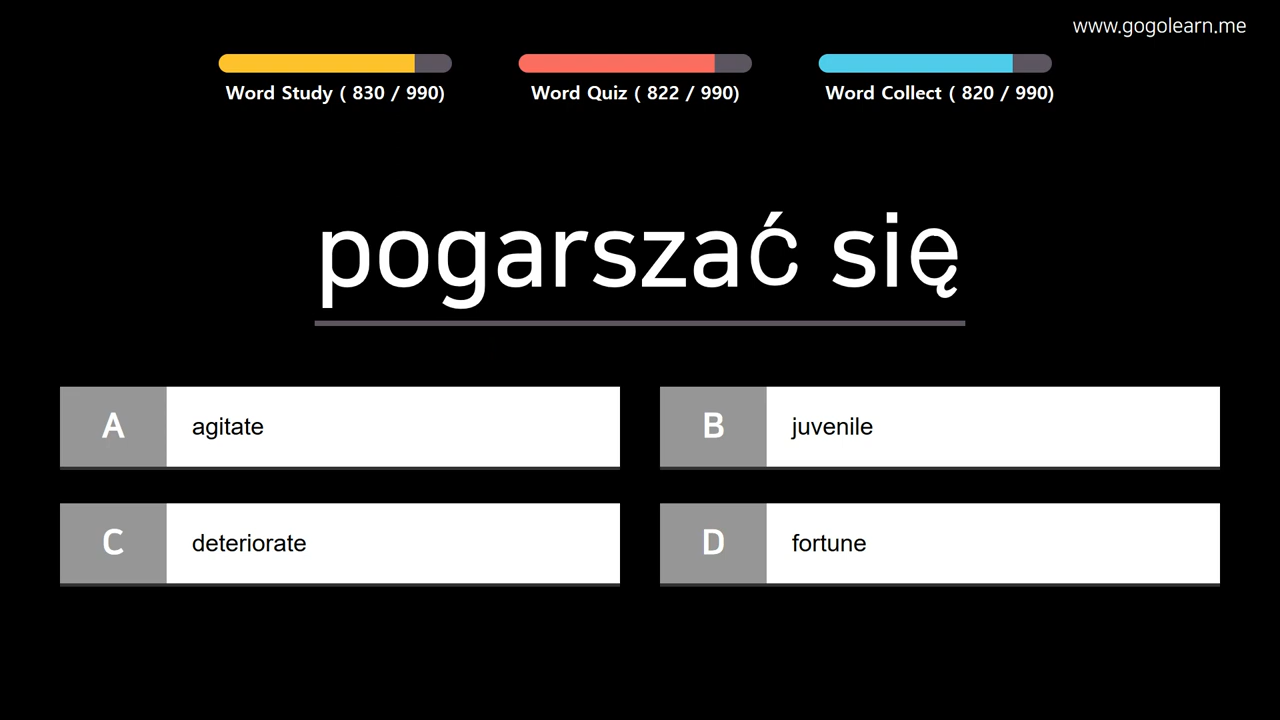 www.gogolearn.me
Word Study ( 830 / 990)
Word Quiz ( 822 / 990)
Word Collect ( 820 / 990)
pogarszać się
A agitate
B juvenile
C deteriorate
D fortune